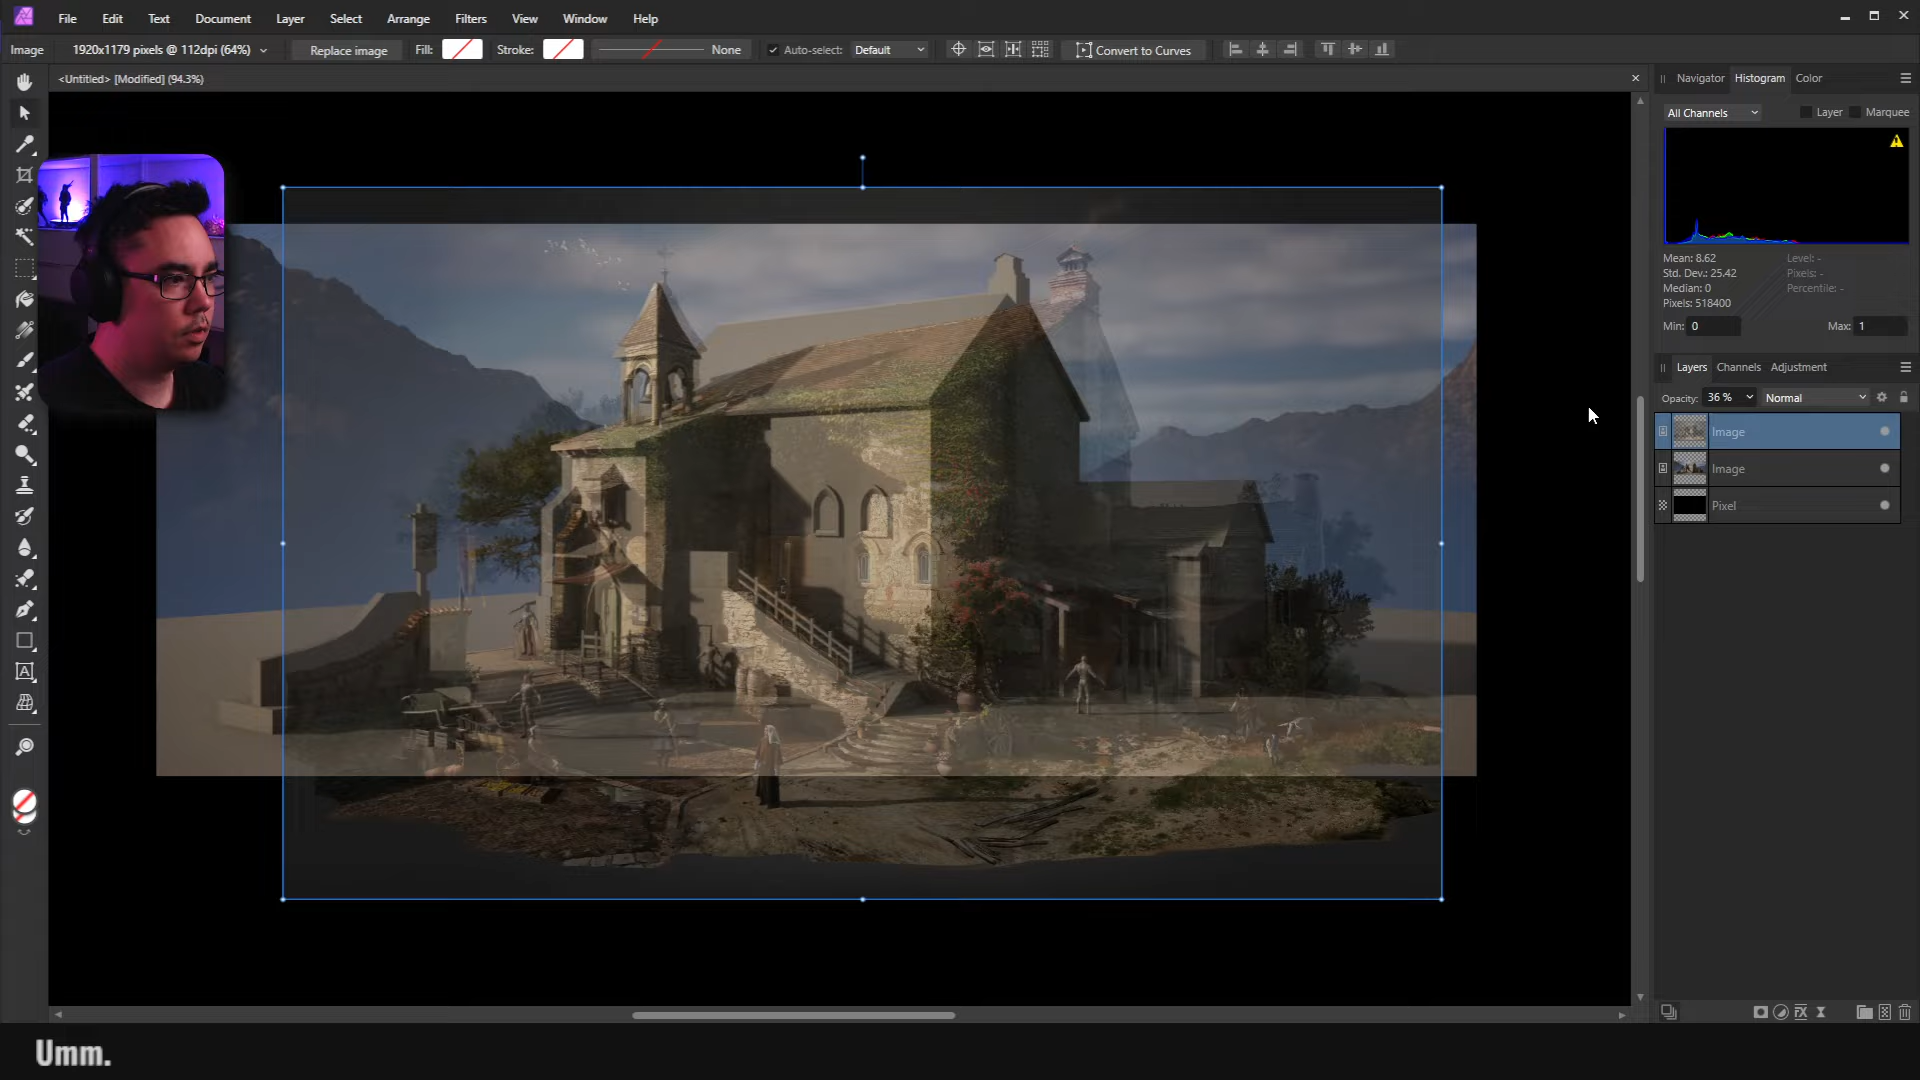 File Edit Text Document Layer Select Arrange Filters View Window Help
Image 1920x1179 pixels @ 112dpi (64%) Replace image Fill: Stroke: None Auto-select: Default Convert to Curves
<Untitled> [Modified] (94.3%)
Navigator Histogram Color
All Channels Layer Marquee
Mean: 8.62 Level: -
Std. Dev.: 25.42 Pixels: -
Median: 0 Percentile: -
Pixels: 518400
Min: 0 Max: 1
Layers Channels Adjustment
Opacity: 36 % Normal
Image
Image
Pixel
Umm.